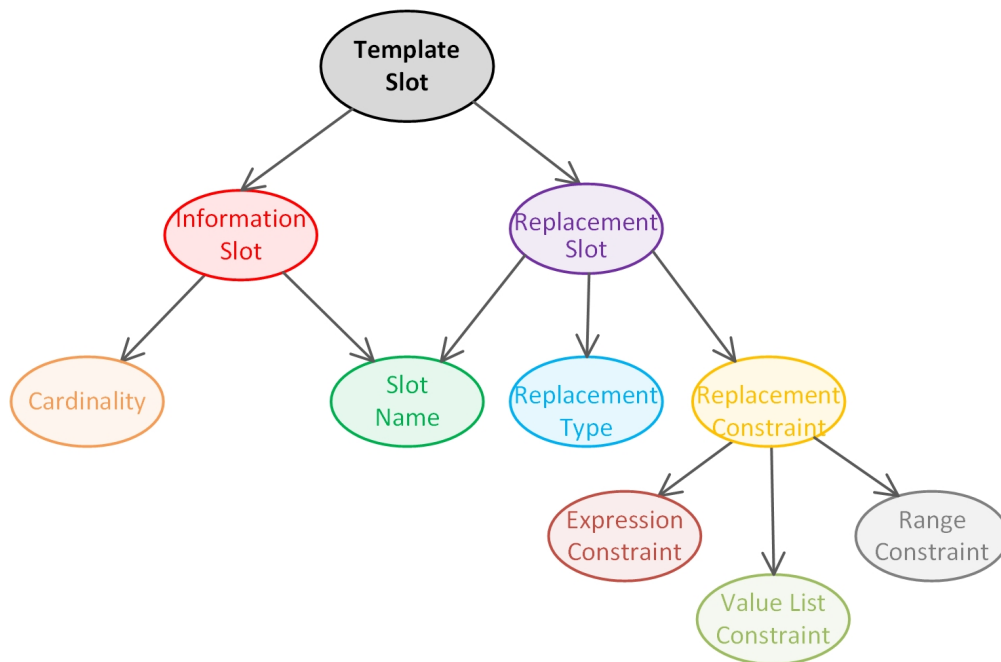 Template
Slot
Information
Slot
Replacement
Slot
Cardinality
Slot
Name
Replacement
Type
Replacement
Constraint
Expression
Constraint
Range
Constraint
Value List
Constraint